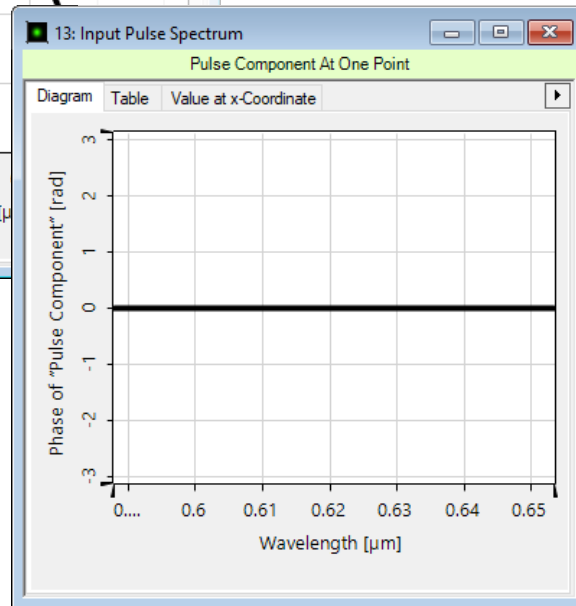 13: Input Pulse Spectrum
Pulse Component At One Point
Diagram Table Value at x-Coordinate
Phase of "Pulse Component" [rad]
3
2
1
0
-1
-2
-3
0.... 0.6 0.61 0.62 0.63 0.64 0.65
Wavelength [µm]
[µ